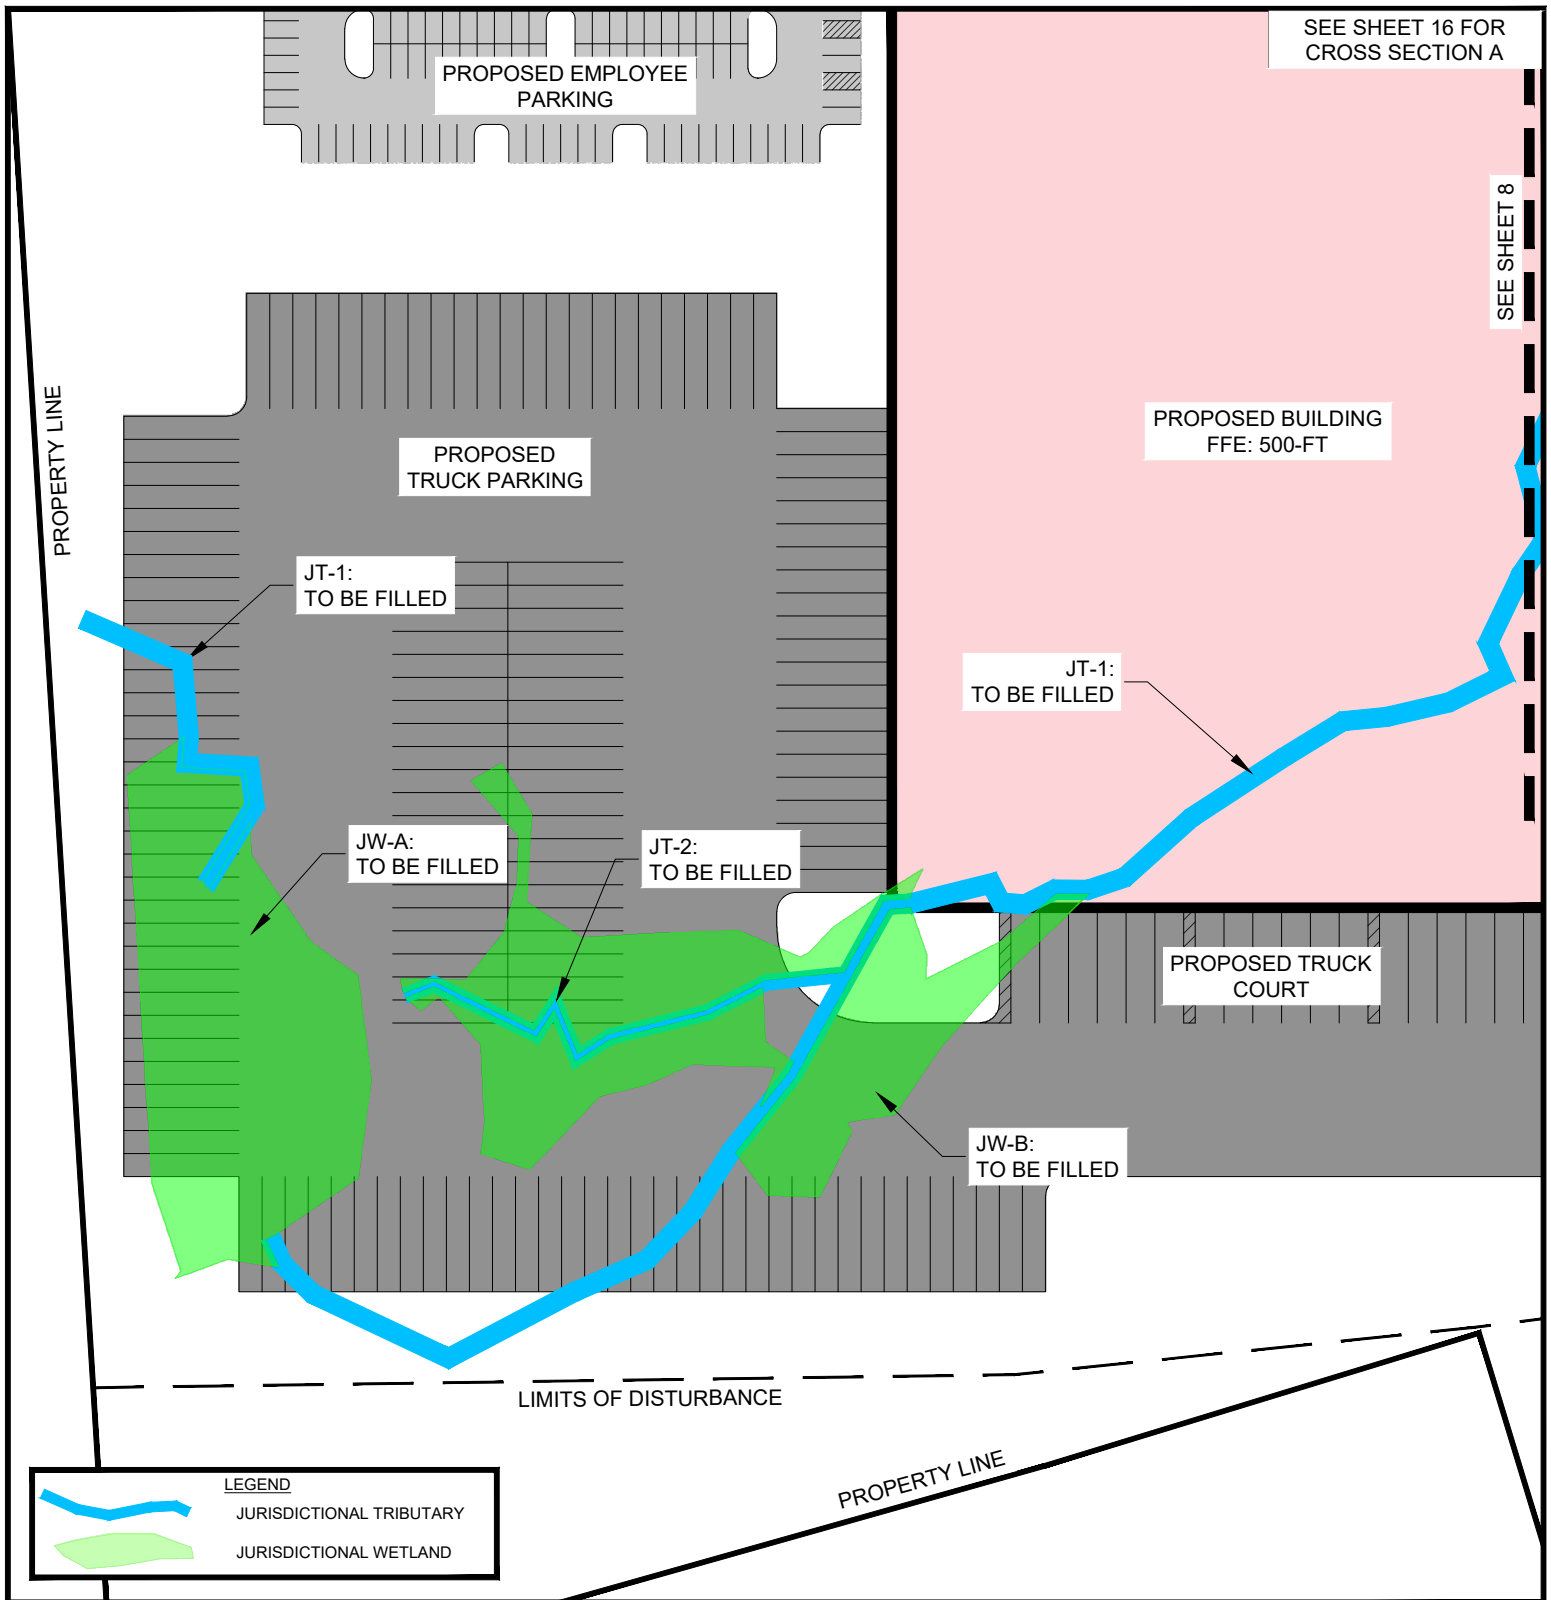 SEE SHEET 16 FOR
CROSS SECTION A
PROPOSED EMPLOYEE
PARKING
SEE SHEET 8
PROPERTY LINE
PROPOSED BUILDING
FFE: 500-FT
PROPOSED
TRUCK PARKING
JT-1:
TO BE FILLED
JT-1:
TO BE FILLED
JW-A:
TO BE FILLED
JT-2:
TO BE FILLED
PROPOSED TRUCK
COURT
JW-B:
TO BE FILLED
LIMITS OF DISTURBANCE
PROPERTY LINE
LEGEND
JURISDICTIONAL TRIBUTARY
JURISDICTIONAL WETLAND